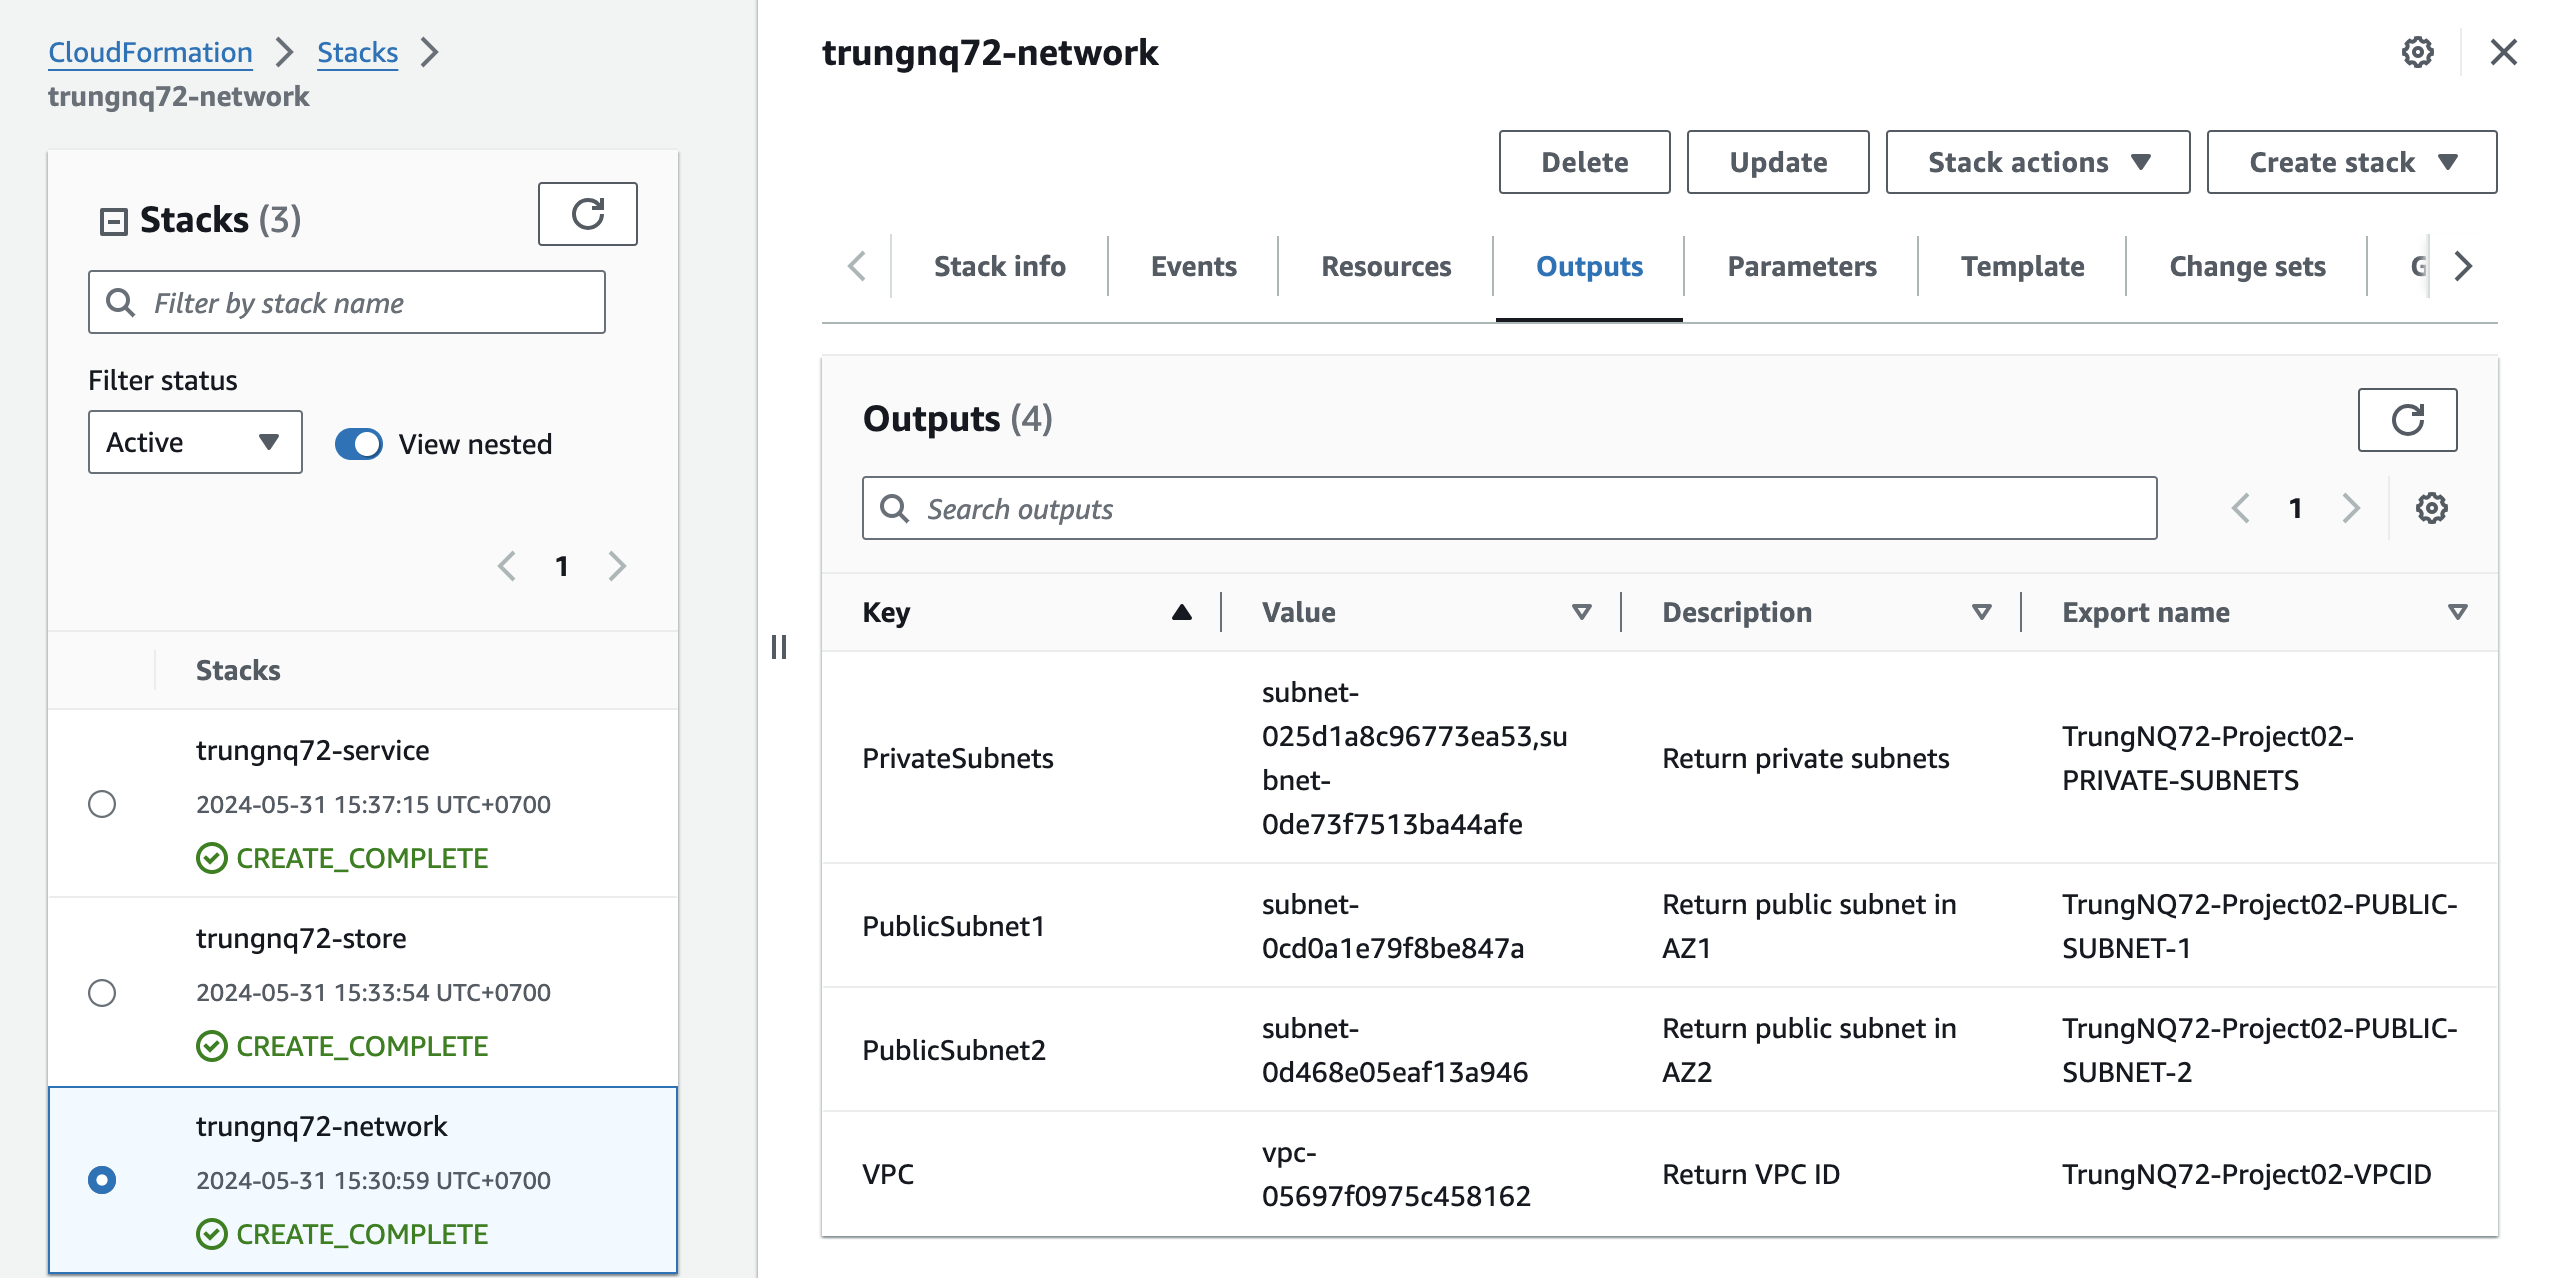 CloudFormation > Stacks >
trungnq72-network
Stacks (3)
Filter by stack name
Filter status
Active
View nested
1
Stacks
trungnq72-service
2024-05-31 15:37:15 UTC+0700
CREATE_COMPLETE
trungnq72-store
2024-05-31 15:33:54 UTC+0700
CREATE_COMPLETE
trungnq72-network
2024-05-31 15:30:59 UTC+0700
CREATE_COMPLETE
trungnq72-network
Delete Update Stack actions Create stack
Stack info Events Resources Outputs Parameters Template Change sets
Outputs (4)
Search outputs
1
Key Value Description Export name
PrivateSubnets
subnet-
025d1a8c96773ea53,su
bnet-
0de73f7513ba44afe
Return private subnets
TrungNQ72-Project02-
PRIVATE-SUBNETS
PublicSubnet1
subnet-
0cd0a1e79f8be847a
Return public subnet in
AZ1
TrungNQ72-Project02-PUBLIC-
SUBNET-1
PublicSubnet2
subnet-
0d468e05eaf13a946
Return public subnet in
AZ2
TrungNQ72-Project02-PUBLIC-
SUBNET-2
VPC
vpc-
05697f0975c458162
Return VPC ID
TrungNQ72-Project02-VPCID